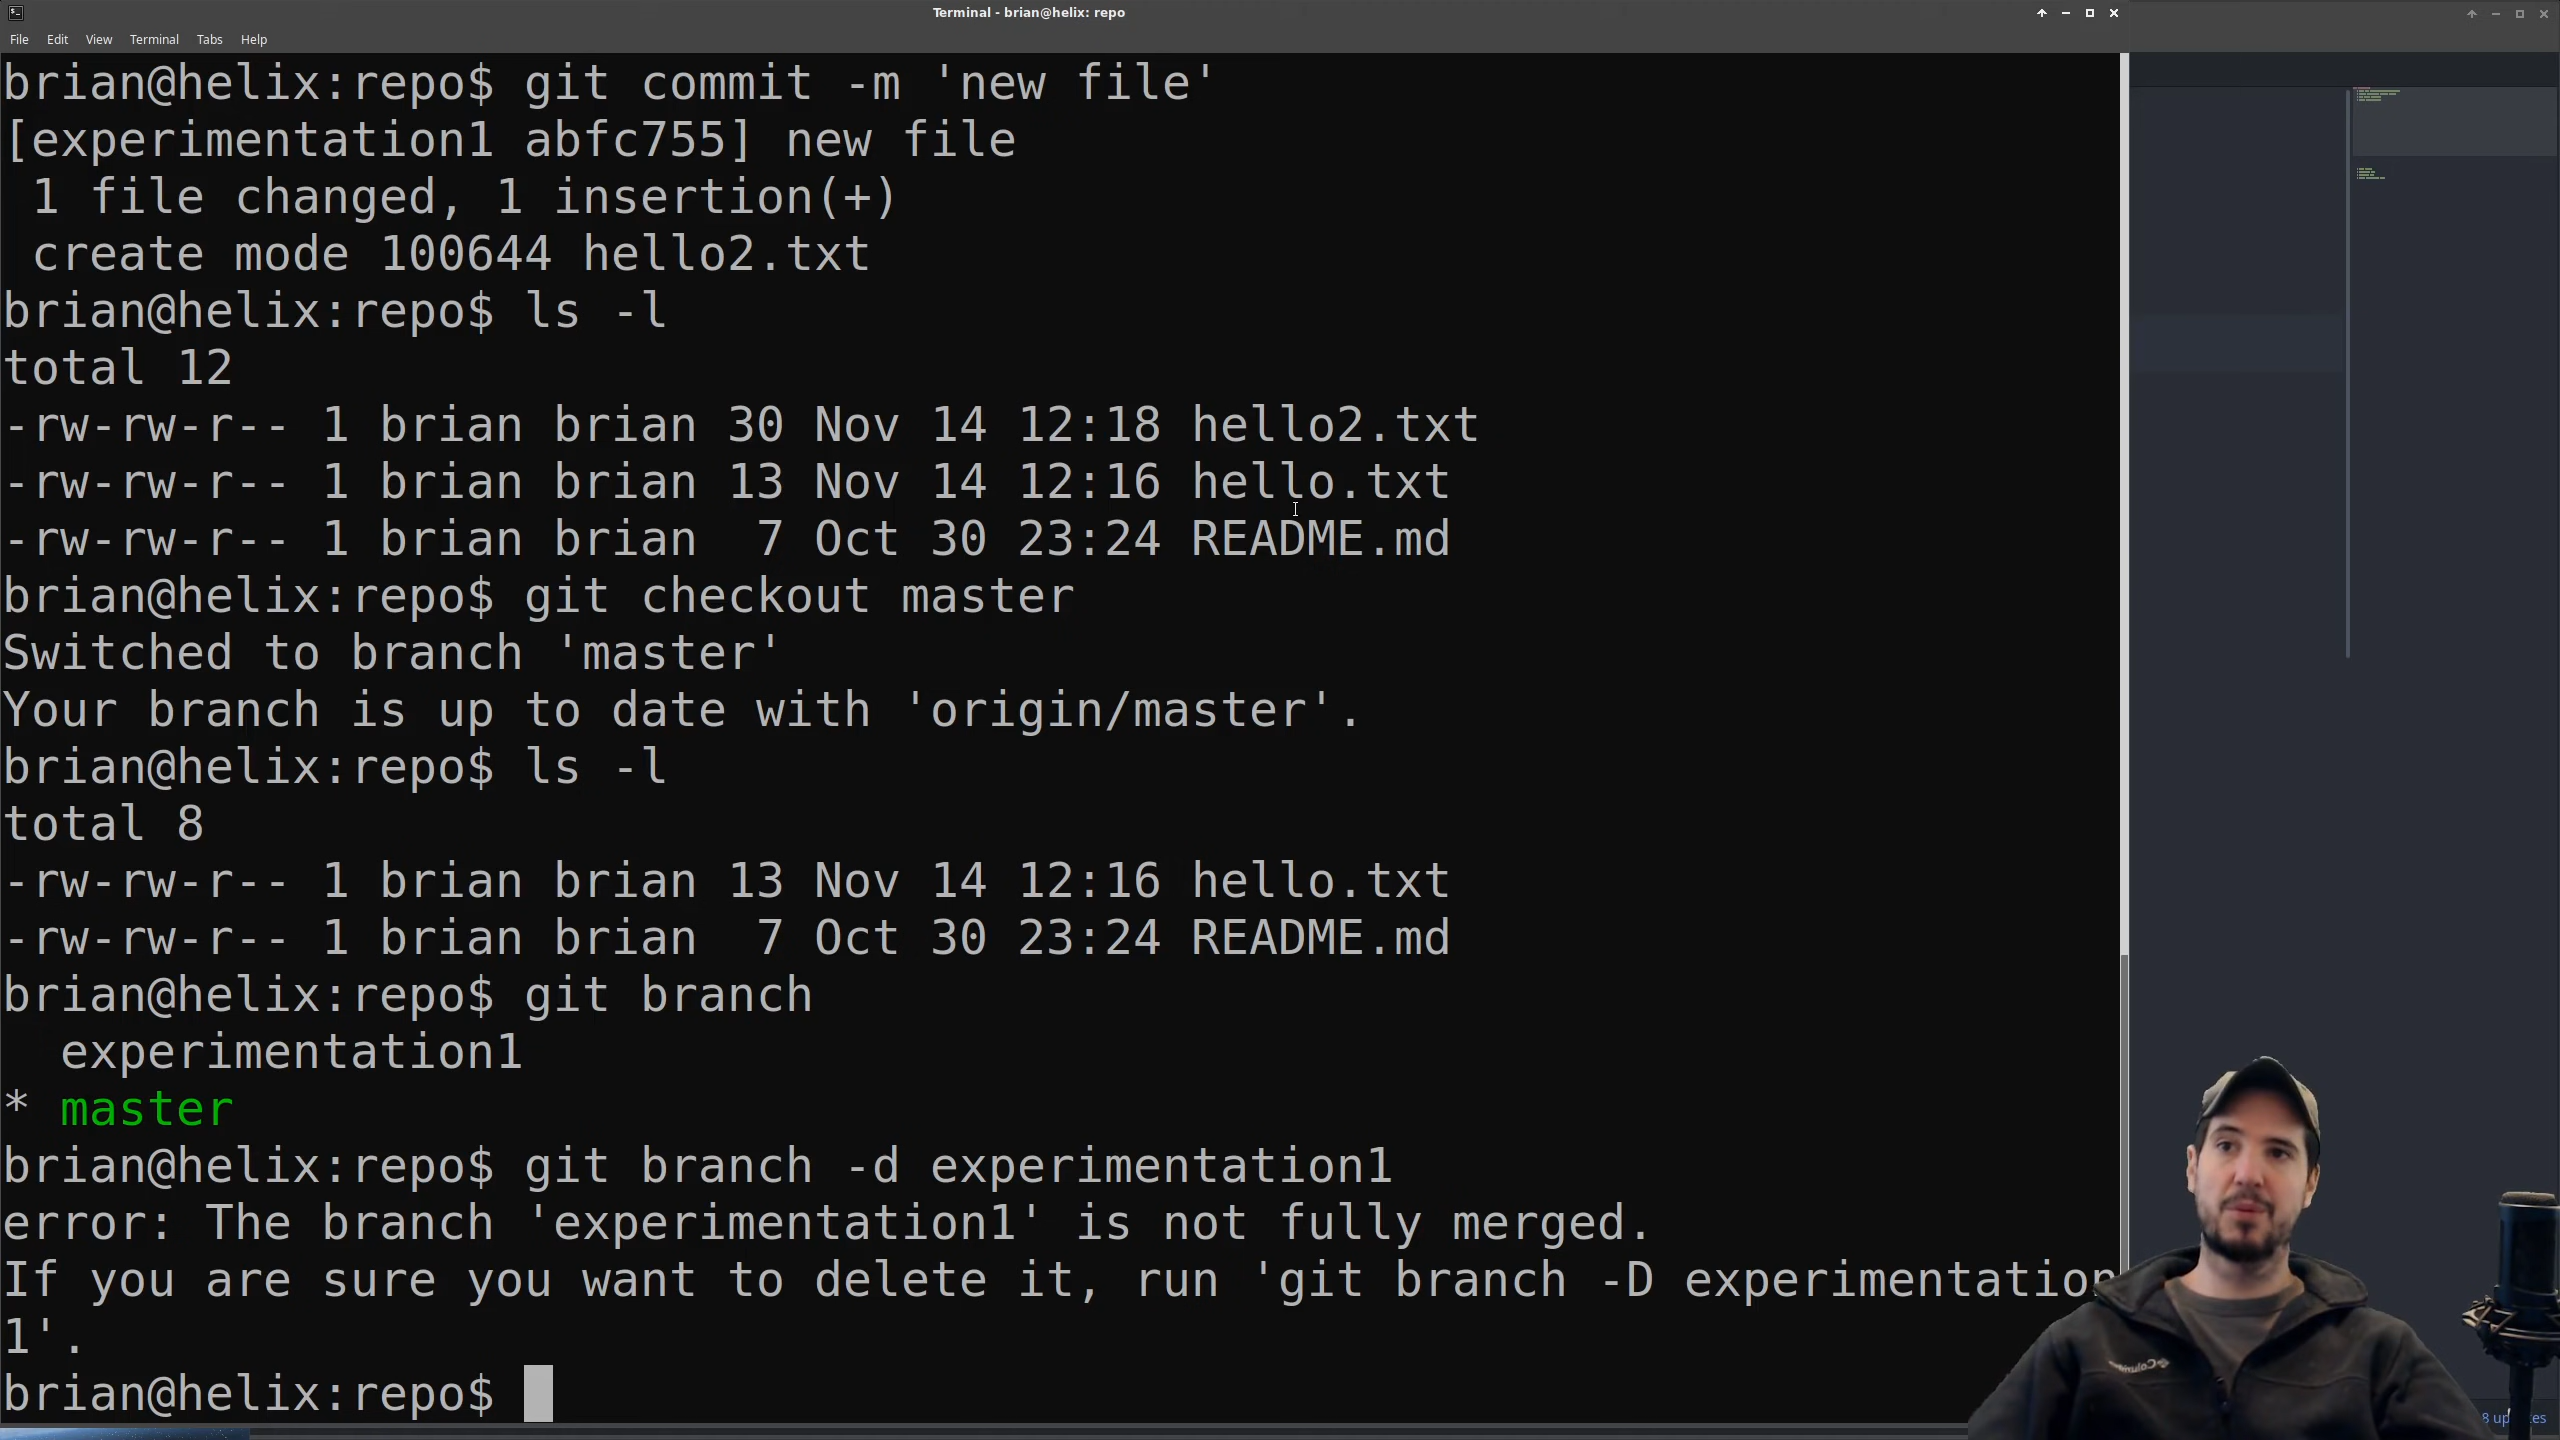 Terminal - brian@helix: repo
File Edit View Terminal Tabs Help
brian@helix:repo$ git commit -m 'new file'
[experimentation1 abfc755] new file
 1 file changed, 1 insertion(+)
 create mode 100644 hello2.txt
brian@helix:repo$ ls -l
total 12
-rw-rw-r-- 1 brian brian 30 Nov 14 12:18 hello2.txt
-rw-rw-r-- 1 brian brian 13 Nov 14 12:16 hello.txt
-rw-rw-r-- 1 brian brian  7 Oct 30 23:24 README.md
brian@helix:repo$ git checkout master
Switched to branch 'master'
Your branch is up to date with 'origin/master'.
brian@helix:repo$ ls -l
total 8
-rw-rw-r-- 1 brian brian 13 Nov 14 12:16 hello.txt
-rw-rw-r-- 1 brian brian  7 Oct 30 23:24 README.md
brian@helix:repo$ git branch
  experimentation1
* master
brian@helix:repo$ git branch -d experimentation1
error: The branch 'experimentation1' is not fully merged.
If you are sure you want to delete it, run 'git branch -D experimentation
1'.
brian@helix:repo$